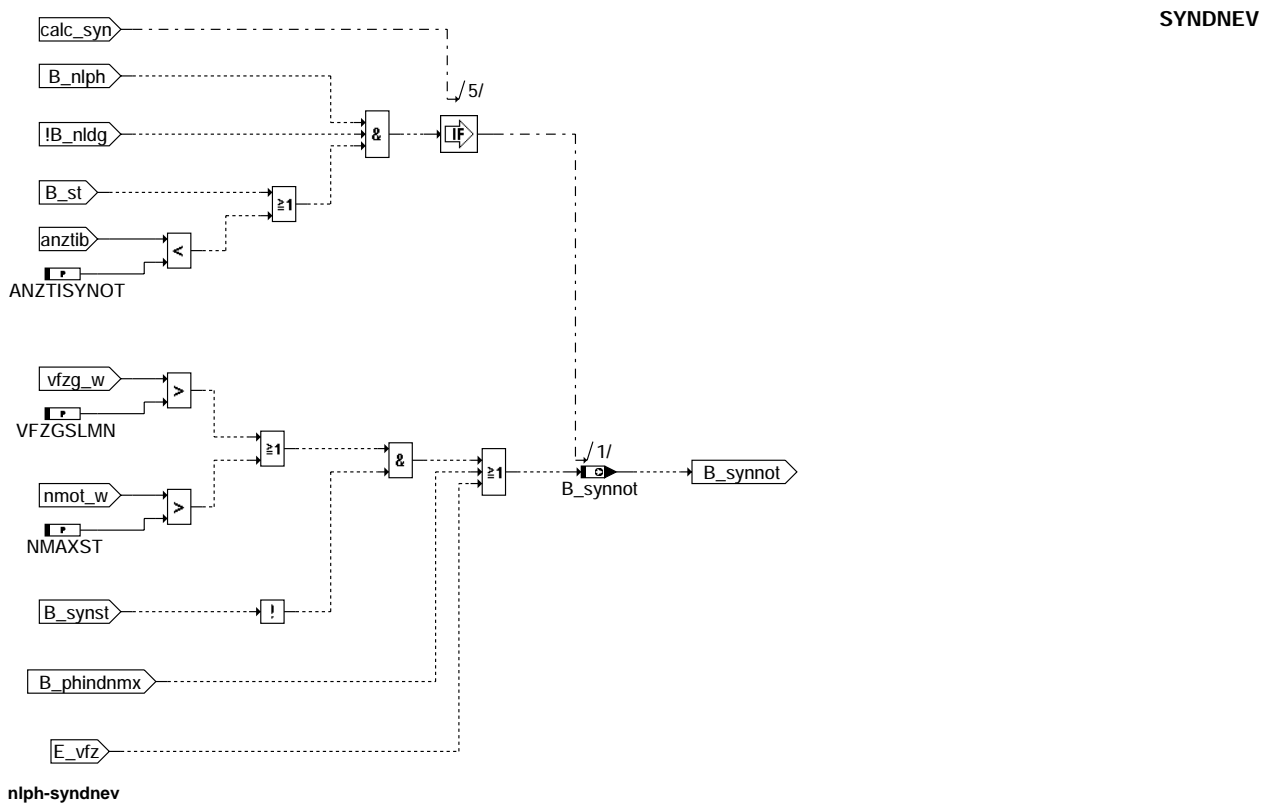 SYNDNEV
calc_syn
B_nlph
/5/
!B_nldg
&
IF
B_st
≥1
anztib
<
P
ANZTISYNOT
vfzg_w
>
P
VFZGSLMN
≥1
&
/1/
nmot_w
≥1
B_synnot
B_synnot
>
P
NMAXST
B_synst
!
B_phindnmx
E_vfz
nlph-syndnev